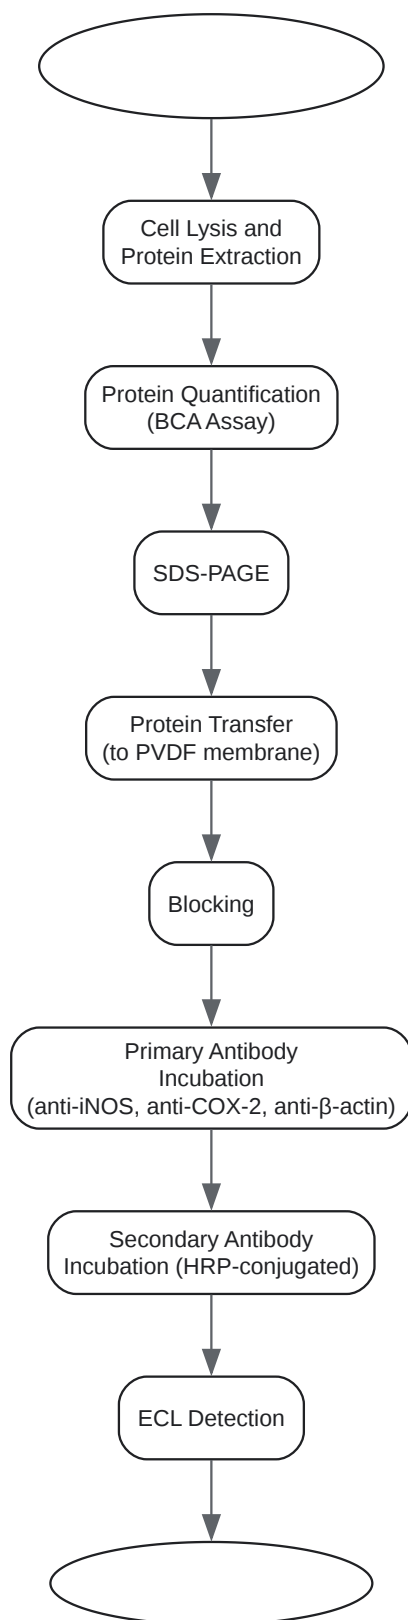 Cell Lysis and
Protein Extraction
Protein Quantification
(BCA Assay)
SDS-PAGE
Protein Transfer
(to PVDF membrane)
Blocking
Primary Antibody
Incubation
(anti-iNOS, anti-COX-2, anti-β-actin)
Secondary Antibody
Incubation (HRP-conjugated)
ECL Detection